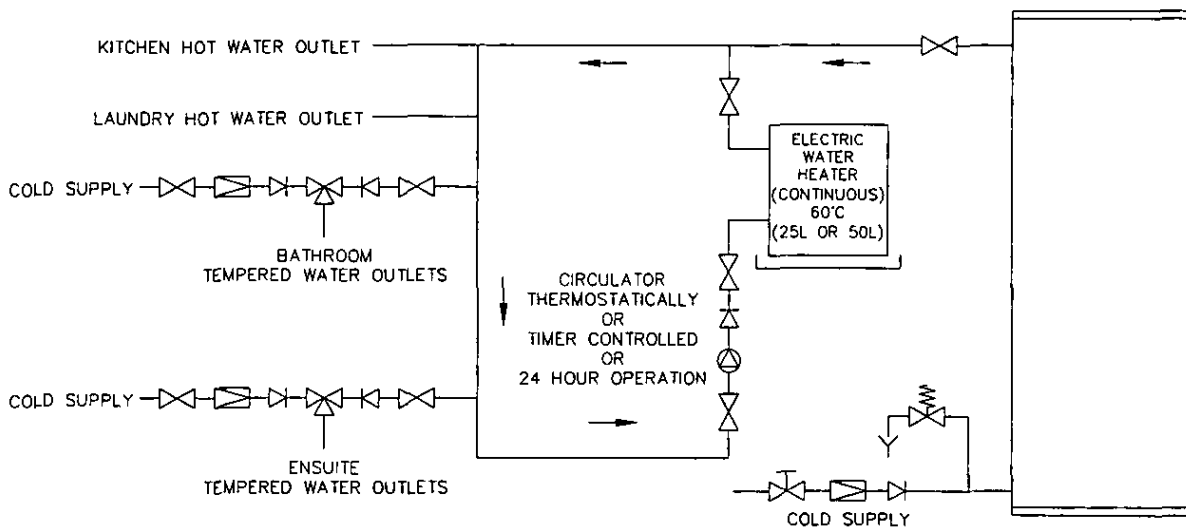 KITCHEN HOT WATER OUTLET
LAUNDRY HOT WATER OUTLET
COLD SUPPLY
BATHROOM
TEMPERED WATER OUTLETS
ELECTRIC
WATER
HEATER
(CONTINUOUS)
60°C
(25L OR 50L)
CIRCULATOR
THERMOSTATICALLY
OR
TIMER CONTROLLED
OR
24 HOUR OPERATION
COLD SUPPLY
ENSUITE
TEMPERED WATER OUTLETS
COLD SUPPLY